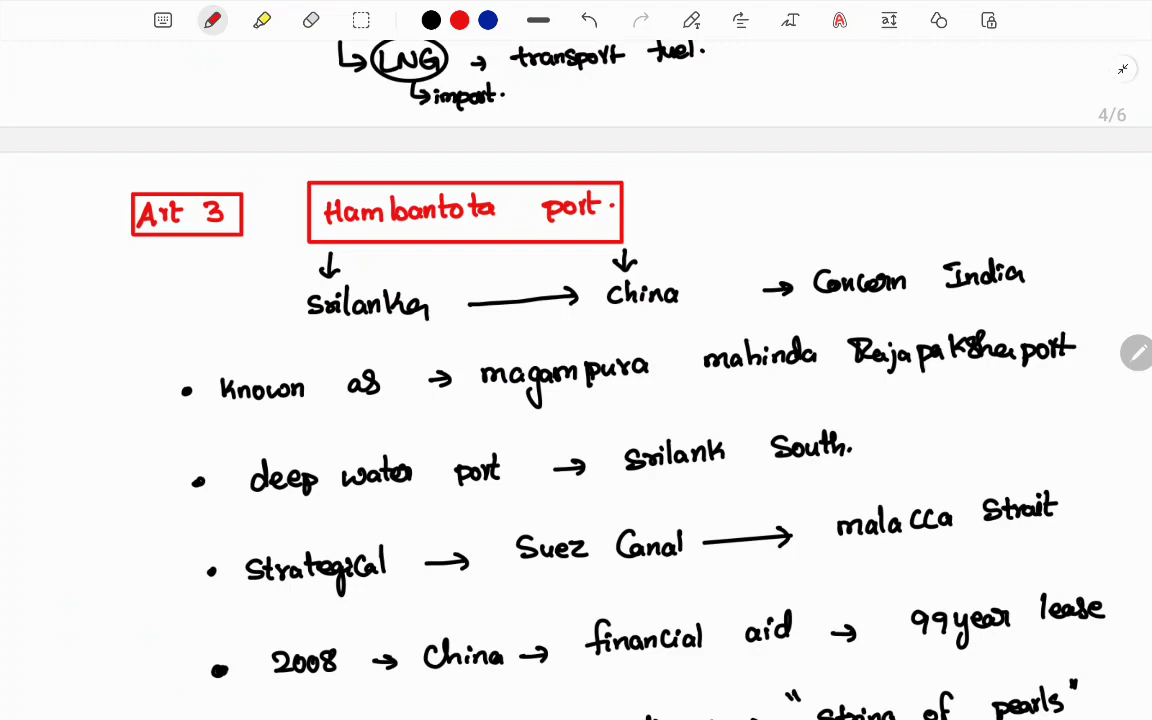 LNG → transport fuel.
→ import.
4/6
Art 3 Hambantota port.
Srilanka → China → Concern India
• known as → magampura mahinda Rajapaksha port
• deep water port → Srilank South.
• Strategical → Suez Canal → malacca Strait
• 2008 → China → financial aid → 99 year lease
"String of pearls"